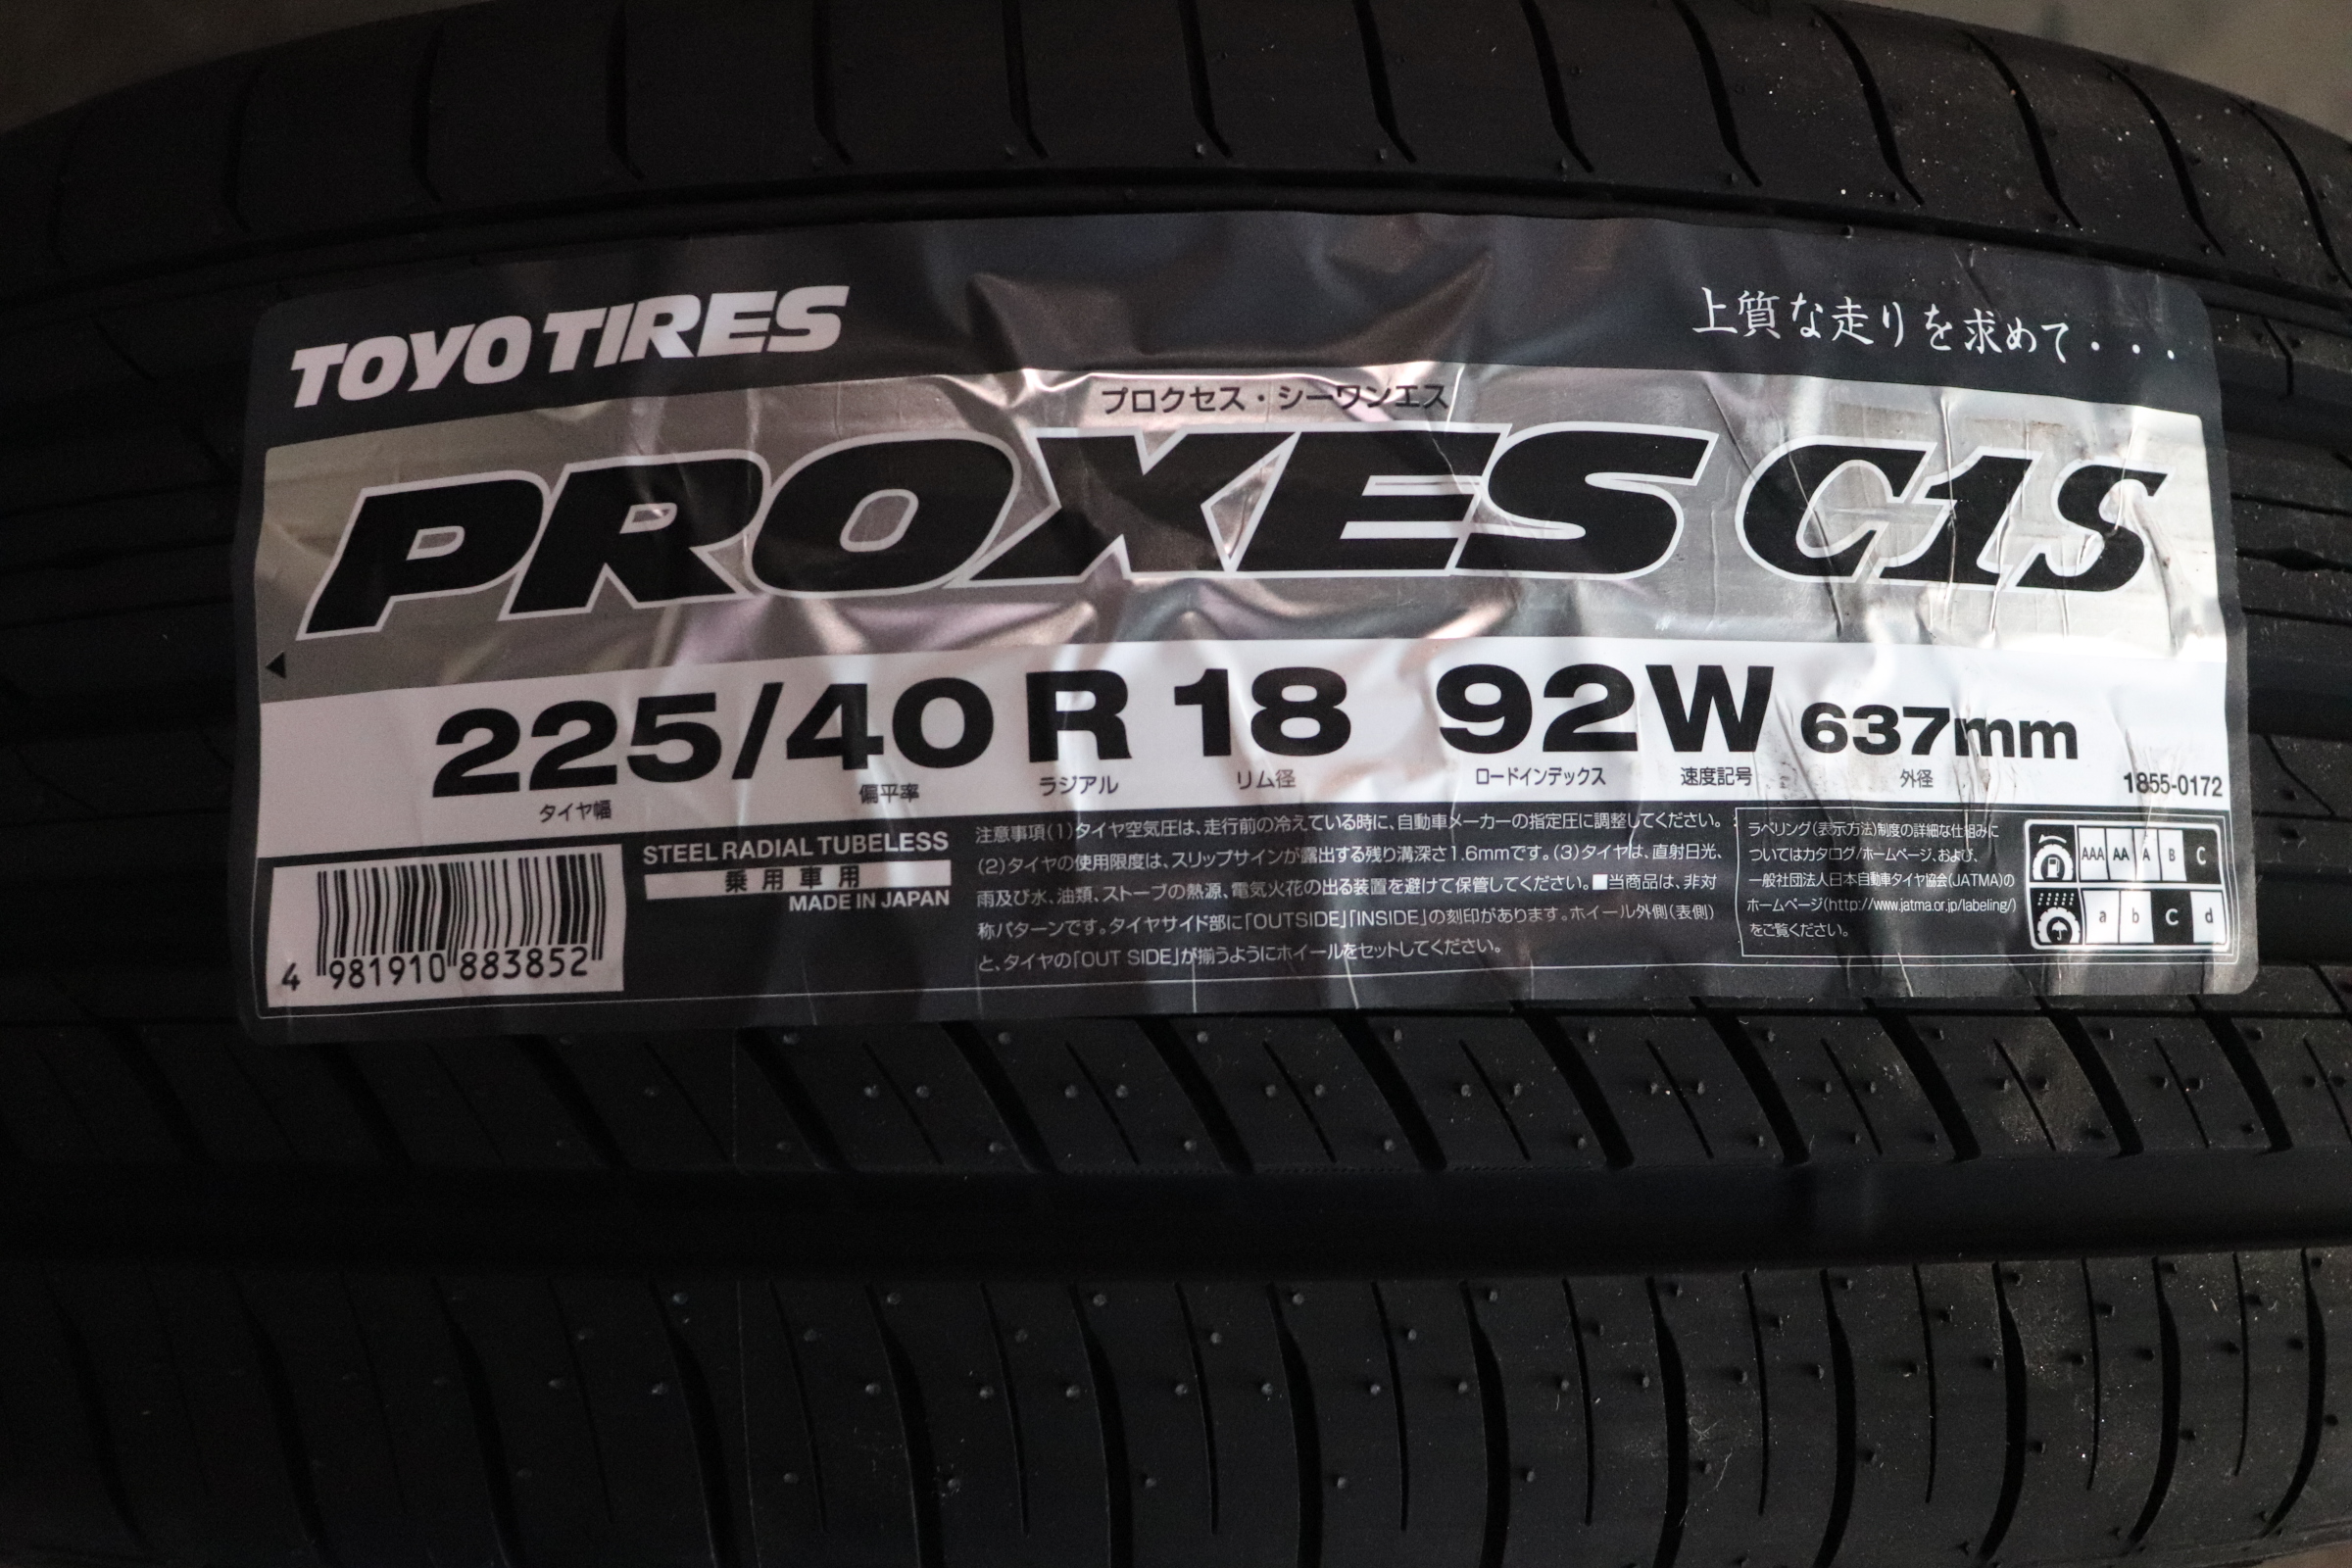 TOYO TIRES
上質な走りを求めて・・・
プロクセス・シーワンエス
PROXES C1S
225/40 R 18 92W 637mm
タイヤ幅 偏平率 ラジアル リム径 ロードインデックス 速度記号 外径
1855-0172
4 981910 883852
STEEL RADIAL TUBELESS
乗用車用
MADE IN JAPAN
注意事項(1)タイヤ空気圧は、走行前の冷えている時に、自動車メーカーの指定圧に調整してください。
(2)タイヤの使用限度は、スリップサインが露出する残り溝深さ1.6mmです。(3)タイヤは、直射日光、
雨及び水、油類、ストーブの熱源、電気火花の出る装置を避けて保管してください。■当商品は、非対
称パターンです。タイヤサイド部に「OUTSIDE」「INSIDE」の刻印があります。ホイール外側(表側)
と、タイヤの「OUT SIDE」が揃うようにホイールをセットしてください。
ラベリング(表示方法)制度の詳細な仕組みに
ついてはカタログ/ホームページ、および、
一般社団法人日本自動車タイヤ協会(JATMA)の
ホームページ(http://www.jatma.or.jp/labeling/)
をご覧ください。
AAA AA A B C
a b c d